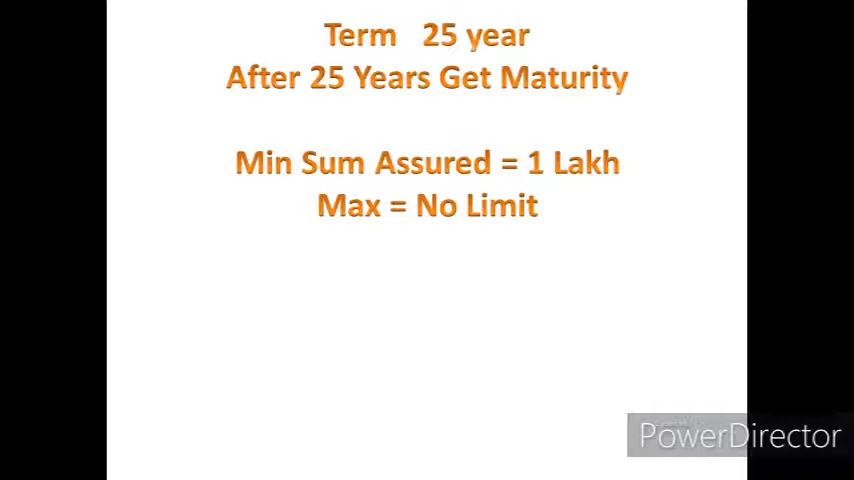 Term 25 year
After 25 Years Get Maturity
Min Sum Assured = 1 Lakh
Max = No Limit
PowerDirector